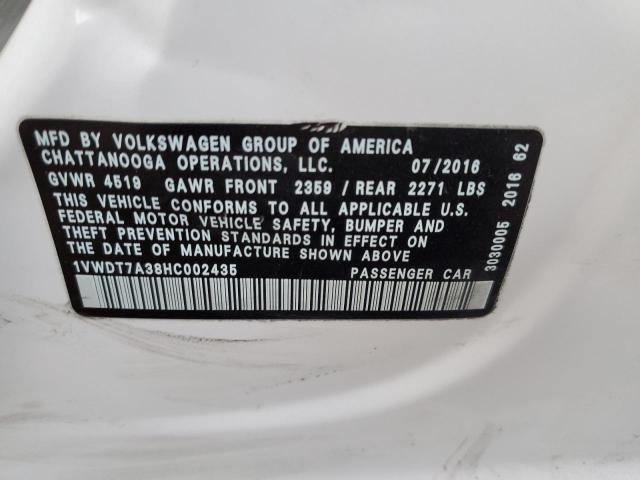 MFD BY VOLKSWAGEN GROUP OF AMERICA
CHATTANOOGA OPERATIONS, LLC. 07/2016
GVWR 4519 GAWR FRONT 2359 / REAR 2271 LBS
THIS VEHICLE CONFORMS TO ALL APPLICABLE U.S.
FEDERAL MOTOR VEHICLE SAFETY, BUMPER AND
THEFT PREVENTION STANDARDS IN EFFECT ON
THE DATE OF MANUFACTURE SHOWN ABOVE
1VWDT7A38HC002435 PASSENGER CAR
3030005 2016 62